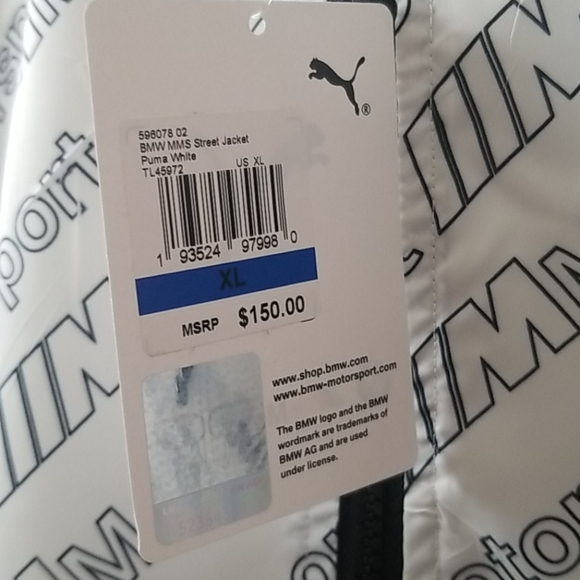 ®
596078 02
BMW MMS Street Jacket
Puma White
TL45972 US XL
1 93524 97998 0
XL
MSRP $150.00
www.shop.bmw.com
www.bmw-motorsport.com
The BMW logo and the BMW
wordmark are trademarks of
BMW AG and are used
under license.
port
M
M
M
M